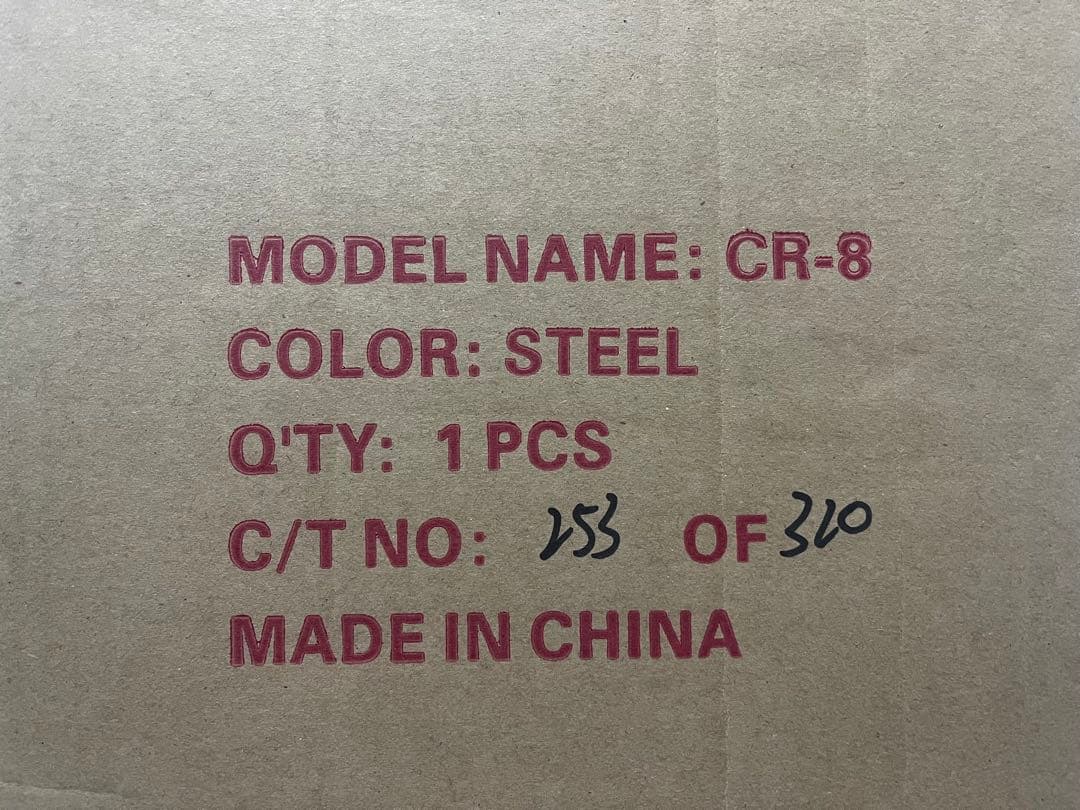 MODEL NAME: CR-8
COLOR: STEEL
Q'TY: 1 PCS
C/T NO: 253 OF 320
MADE IN CHINA